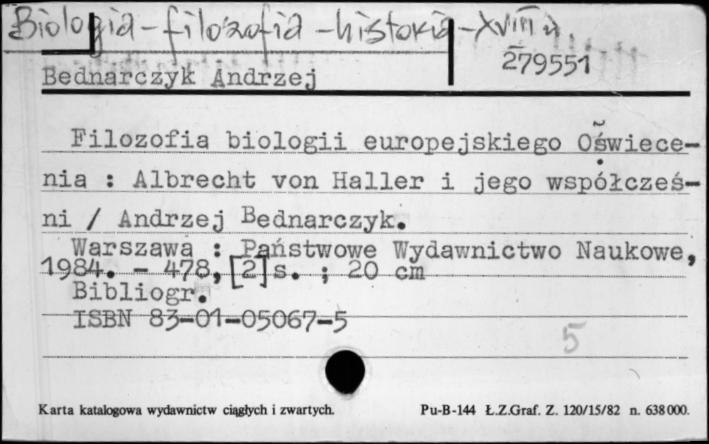 Biologia - filozofia - historia - XVIII w.
279551
Bednarczyk Andrzej
Filozofia biologii europejskiego Oświece-
nia : Albrecht von Haller i jego współcześ-
ni / Andrzej Bednarczyk.
Warszawa : Państwowe Wydawnictwo Naukowe,
1984. - 478, [2] s. ; 20 cm
Bibliogr.
ISBN 83-01-05067-5
5
Karta katalogowa wydawnictw ciągłych i zwartych. Pu-B-144 Ł.Z.Graf. Z. 120/15/82 n. 638000.